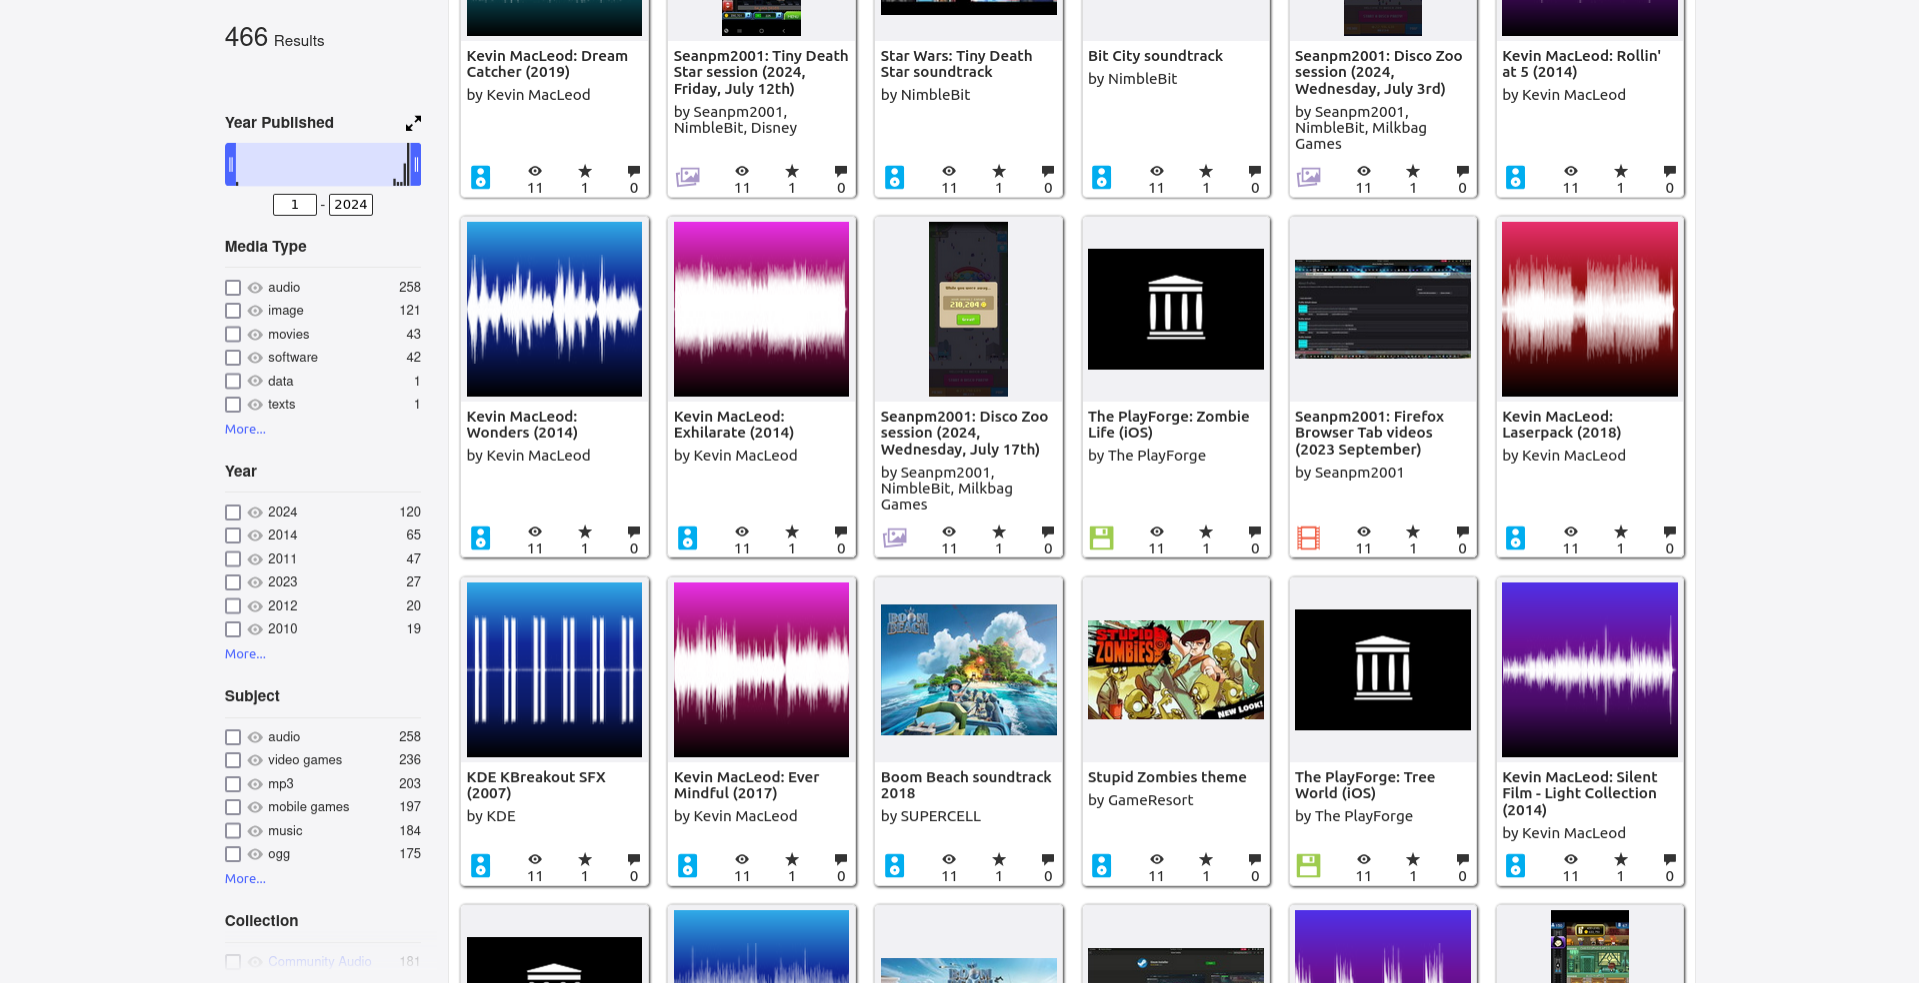 466 Results
Year Published
1 - 2024
Media Type
audio 258
image 121
movies 43
software 42
data 1
texts 1
More...
Year
2024 120
2014 65
2011 47
2023 27
2012 20
2010 19
More...
Subject
audio 258
video games 236
mp3 203
mobile games 197
music 184
ogg 175
More...
Collection
Community Audio 181
Kevin MacLeod: Dream
Catcher (2019)
by Kevin MacLeod
11 1 0
Seanpm2001: Tiny Death
Star session (2024,
Friday, July 12th)
by Seanpm2001,
NimbleBit, Disney
11 1 0
Star Wars: Tiny Death
Star soundtrack
by NimbleBit
11 1 0
Bit City soundtrack
by NimbleBit
11 1 0
Seanpm2001: Disco Zoo
session (2024,
Wednesday, July 3rd)
by Seanpm2001,
NimbleBit, Milkbag
Games
11 1 0
Kevin MacLeod: Rollin'
at 5 (2014)
by Kevin MacLeod
11 1 0
Kevin MacLeod:
Wonders (2014)
by Kevin MacLeod
11 1 0
Kevin MacLeod:
Exhilarate (2014)
by Kevin MacLeod
11 1 0
While you were away...
210,204
Seanpm2001: Disco Zoo
session (2024,
Wednesday, July 17th)
by Seanpm2001,
NimbleBit, Milkbag
Games
11 1 0
The PlayForge: Zombie
Life (iOS)
by The PlayForge
11 1 0
Seanpm2001: Firefox
Browser Tab videos
(2023 September)
by Seanpm2001
11 1 0
Kevin MacLeod:
Laserpack (2018)
by Kevin MacLeod
11 1 0
KDE KBreakout SFX
(2007)
by KDE
11 1 0
Kevin MacLeod: Ever
Mindful (2017)
by Kevin MacLeod
11 1 0
BOOM
BEACH
Boom Beach soundtrack
2018
by SUPERCELL
11 1 0
STUPID
ZOMBIES
New Look!
Stupid Zombies theme
by GameResort
11 1 0
The PlayForge: Tree
World (iOS)
by The PlayForge
11 1 0
Kevin MacLeod: Silent
Film - Light Collection
(2014)
by Kevin MacLeod
11 1 0
BOOM